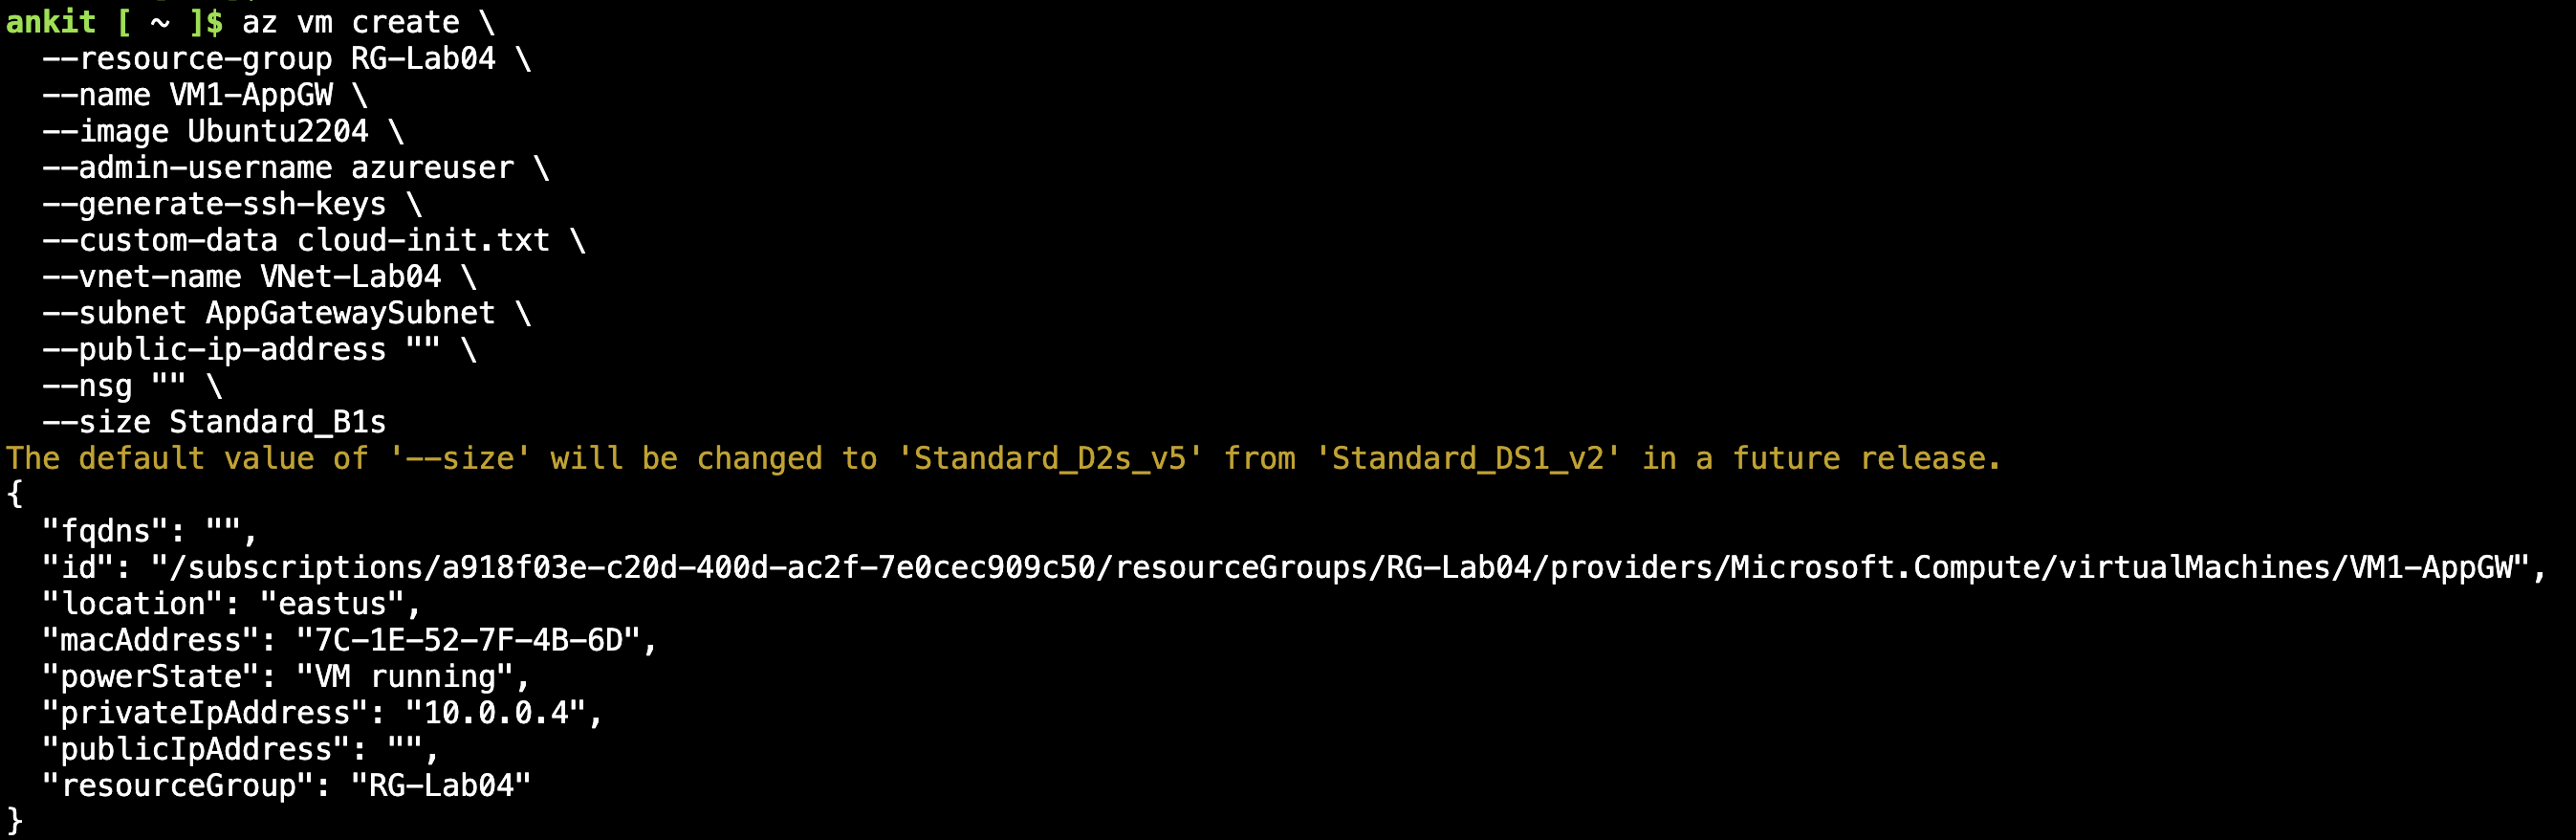 ankit [ ~ ]$ az vm create \
  --resource-group RG-Lab04 \
  --name VM1-AppGW \
  --image Ubuntu2204 \
  --admin-username azureuser \
  --generate-ssh-keys \
  --custom-data cloud-init.txt \
  --vnet-name VNet-Lab04 \
  --subnet AppGatewaySubnet \
  --public-ip-address "" \
  --nsg "" \
  --size Standard_B1s
The default value of '--size' will be changed to 'Standard_D2s_v5' from 'Standard_DS1_v2' in a future release.
{
  "fqdns": "",
  "id": "/subscriptions/a918f03e-c20d-400d-ac2f-7e0cec909c50/resourceGroups/RG-Lab04/providers/Microsoft.Compute/virtualMachines/VM1-AppGW",
  "location": "eastus",
  "macAddress": "7C-1E-52-7F-4B-6D",
  "powerState": "VM running",
  "privateIpAddress": "10.0.0.4",
  "publicIpAddress": "",
  "resourceGroup": "RG-Lab04"
}